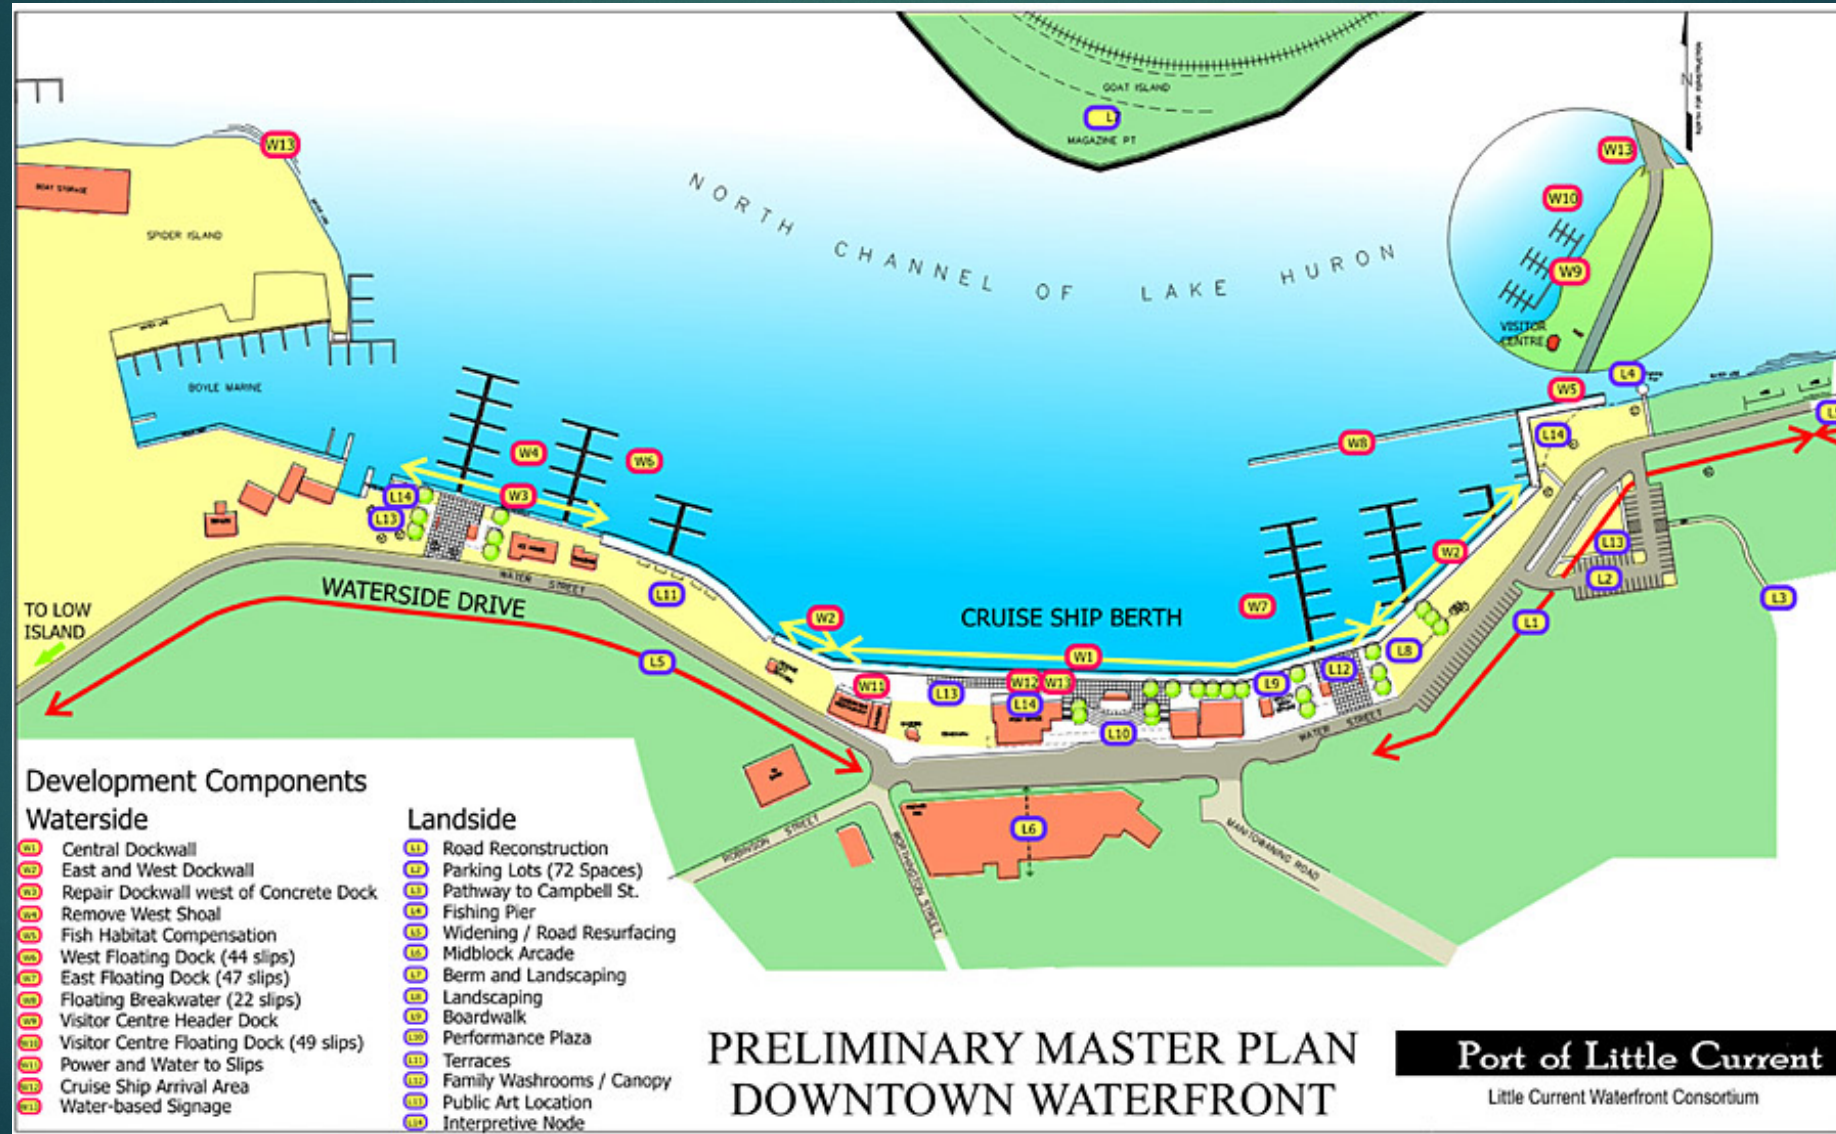 GOAT ISLAND
L7
MAGAZINE PT
N
W13
W13
BOAT STORAGE
W10
SPIDER ISLAND
NORTH CHANNEL OF LAKE HURON
W9
VISITOR
CENTRE
L4
W5
BOYLE MARINE
W8
L14
W4
W6
L14
W3
L13
W2
L13
L2
L11
WATER STREET
WATERSIDE DRIVE
TO LOW
ISLAND
W7
L3
W2
CRUISE SHIP BERTH
L1
W1
L8
L5
L12
W11
L13
W12
W13
L9
L14
L10
WATER STREET
L6
ROBINSON STREET
WORTHINGTON STREET
MANITOWANING ROAD
Development Components
Waterside
W1 Central Dockwall
W2 East and West Dockwall
W3 Repair Dockwall west of Concrete Dock
W4 Remove West Shoal
W5 Fish Habitat Compensation
W6 West Floating Dock (44 slips)
W7 East Floating Dock (47 slips)
W8 Floating Breakwater (22 slips)
W9 Visitor Centre Header Dock
W10 Visitor Centre Floating Dock (49 slips)
W11 Power and Water to Slips
W12 Cruise Ship Arrival Area
W13 Water-based Signage
Landside
L1 Road Reconstruction
L2 Parking Lots (72 Spaces)
L3 Pathway to Campbell St.
L4 Fishing Pier
L5 Widening / Road Resurfacing
L6 Midblock Arcade
L7 Berm and Landscaping
L8 Landscaping
L9 Boardwalk
L10 Performance Plaza
L11 Terraces
L12 Family Washrooms / Canopy
L13 Public Art Location
L14 Interpretive Node
PRELIMINARY MASTER PLAN
DOWNTOWN WATERFRONT
Port of Little Current
Little Current Waterfront Consortium